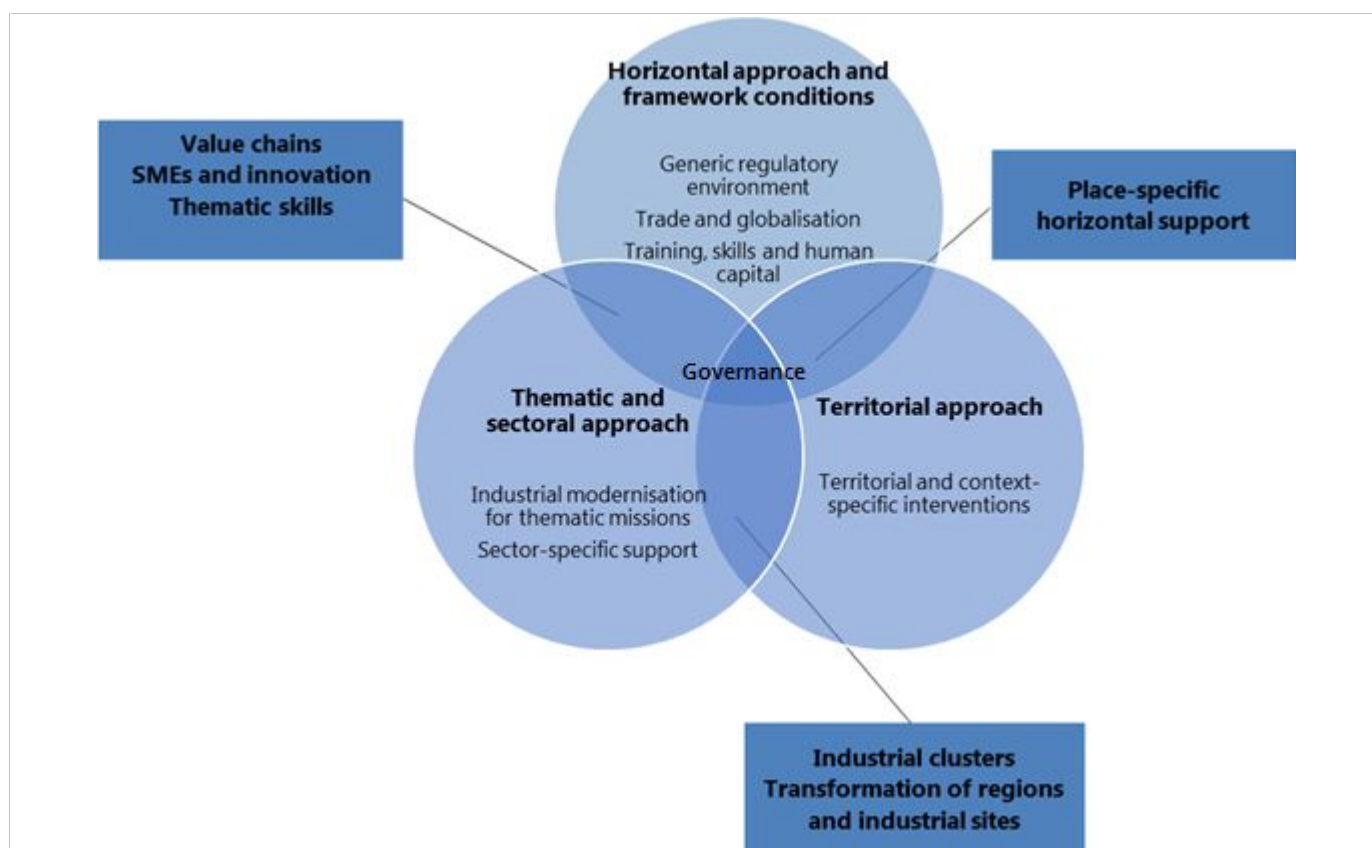 Horizontal approach and
framework conditions
Generic regulatory
environment
Trade and globalisation
Training, skills and human
capital
Value chains
SMEs and innovation
Thematic skills
Place-specific
horizontal support
Governance
Thematic and
sectoral approach
Industrial modernisation
for thematic missions
Sector-specific support
Territorial approach
Territorial and context-
specific interventions
Industrial clusters
Transformation of regions
and industrial sites